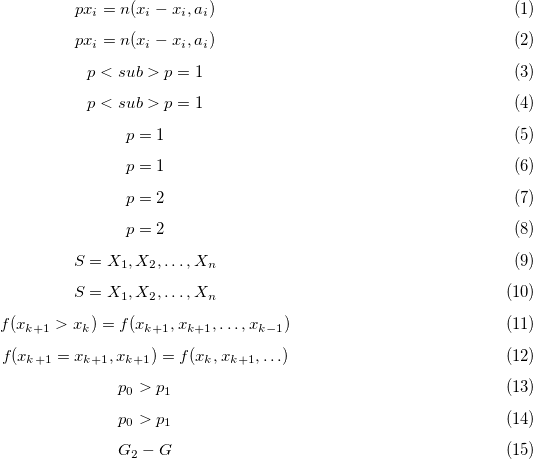 px_i = n(x_i − x_i, a_i) (1)
px_i = n(x_i − x_i, a_i) (2)
p < sub > p = 1 (3)
p < sub > p = 1 (4)
p = 1 (5)
p = 1 (6)
p = 2 (7)
p = 2 (8)
S = X_1, X_2, . . . , X_n (9)
S = X_1, X_2, . . . , X_n (10)
f(x_{k+1} > x_k) = f(x_{k+1}, x_{k+1}, . . . , x_{k−1}) (11)
f(x_{k+1} = x_{k+1}, x_{k+1}) = f(x_k, x_{k+1}, . . .) (12)
p_0 > p_1 (13)
p_0 > p_1 (14)
G_2 − G (15)